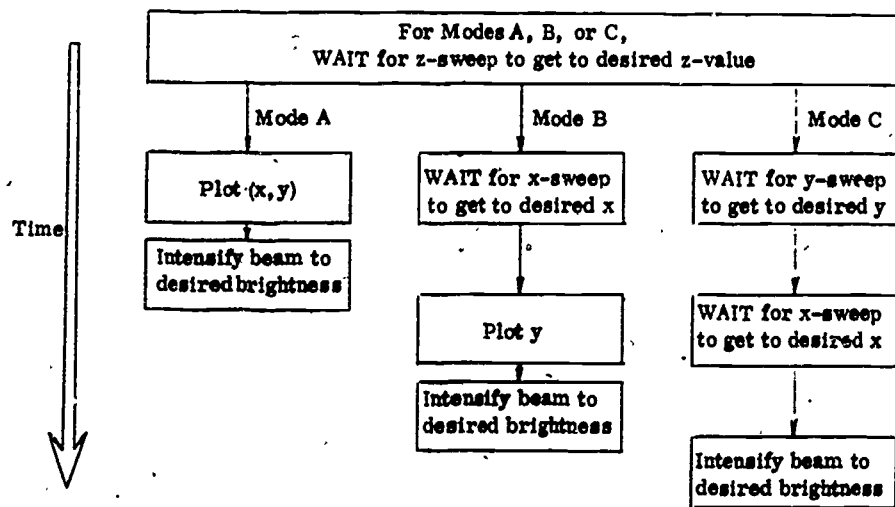 For Modes A, B, or C,
WAIT for z-sweep to get to desired z-value
Mode A
Mode B
Mode C
Plot (x, y)
WAIT for x-sweep
to get to desired x
WAIT for y-sweep
to get to desired y
Time
Intensify beam to
desired brightness
Plot y
WAIT for x-sweep
to get to desired x
Intensify beam to
desired brightness
Intensify beam to
desired brightness